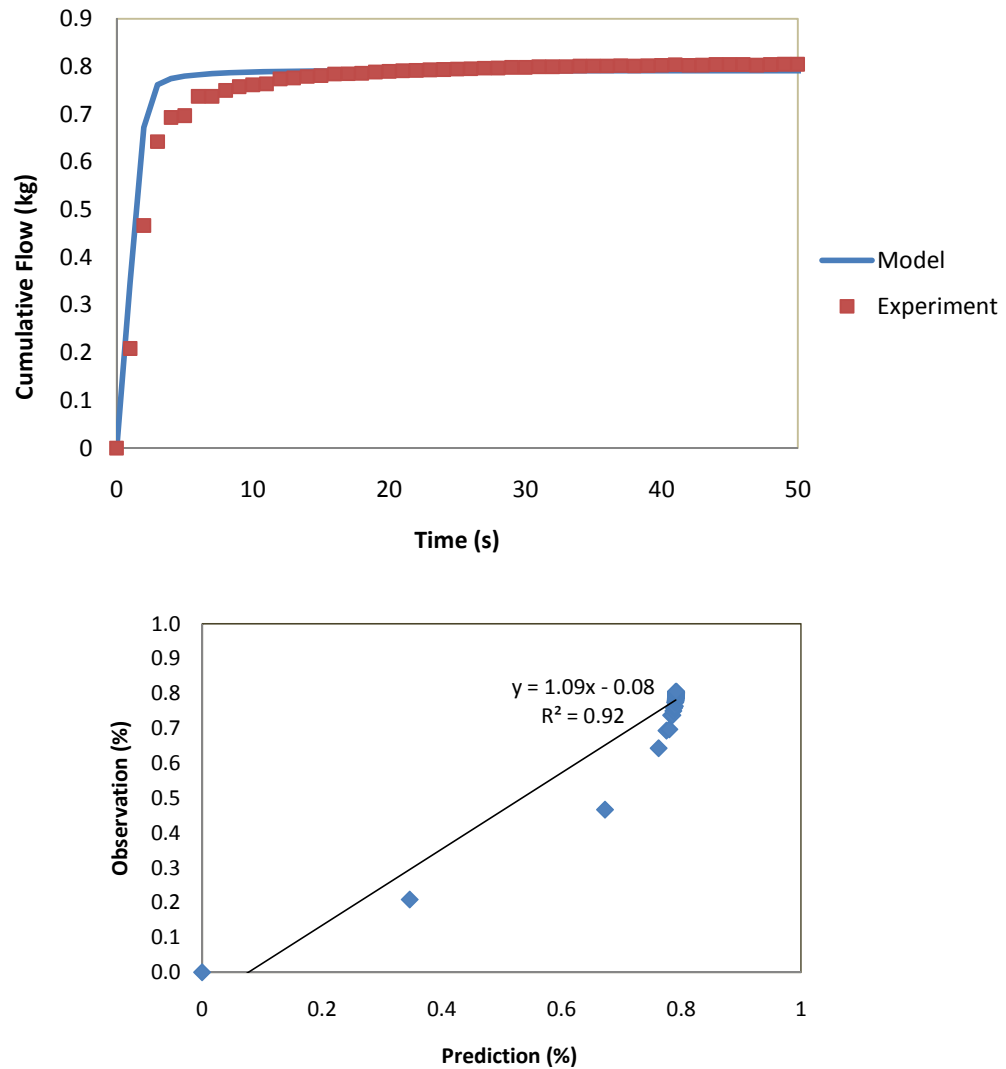 0.9
0.8
0.7
0.6
0.5
0.4
0.3
0.2
0.1
0
Cumulative Flow (kg)
0 10 20 30 40 50
Time (s)
Model
Experiment
1.0
0.9
0.8
0.7
0.6
0.5
0.4
0.3
0.2
0.1
0.0
Observation (%)
y = 1.09x - 0.08
R² = 0.92
0 0.2 0.4 0.6 0.8 1
Prediction (%)